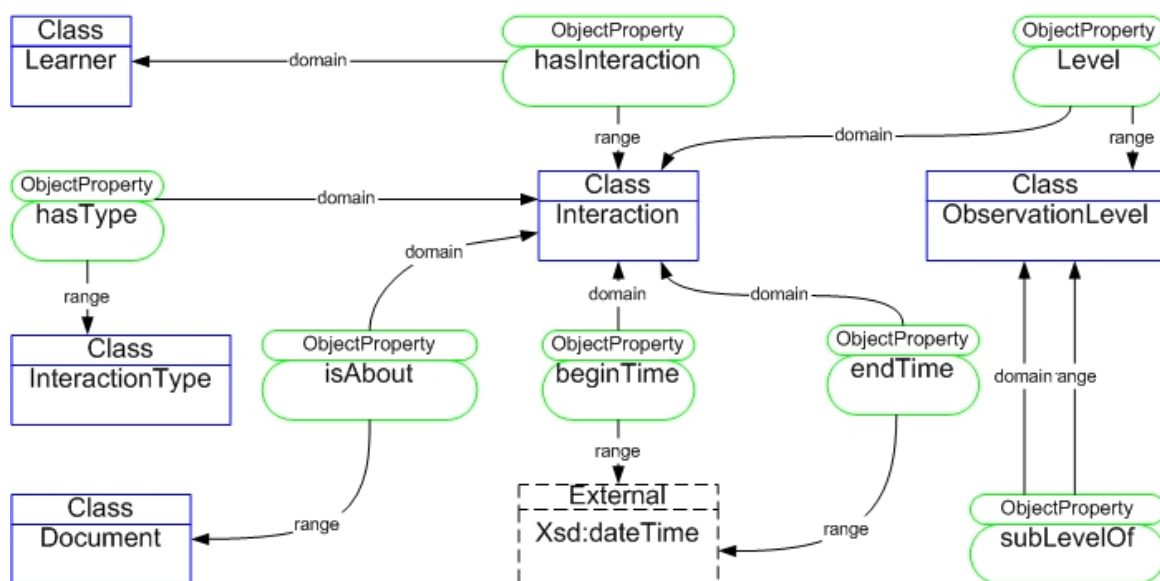 Class
Learner
domain
ObjectProperty
hasInteraction
range
ObjectProperty
Level
domain
range
ObjectProperty
hasType
domain
range
Class
Interaction
Class
ObservationLevel
domain
domain
domain
Class
InteractionType
ObjectProperty
isAbout
range
ObjectProperty
beginTime
range
ObjectProperty
endTime
range
domain
ange
Class
Document
External
Xsd:dateTime
ObjectProperty
subLevelOf